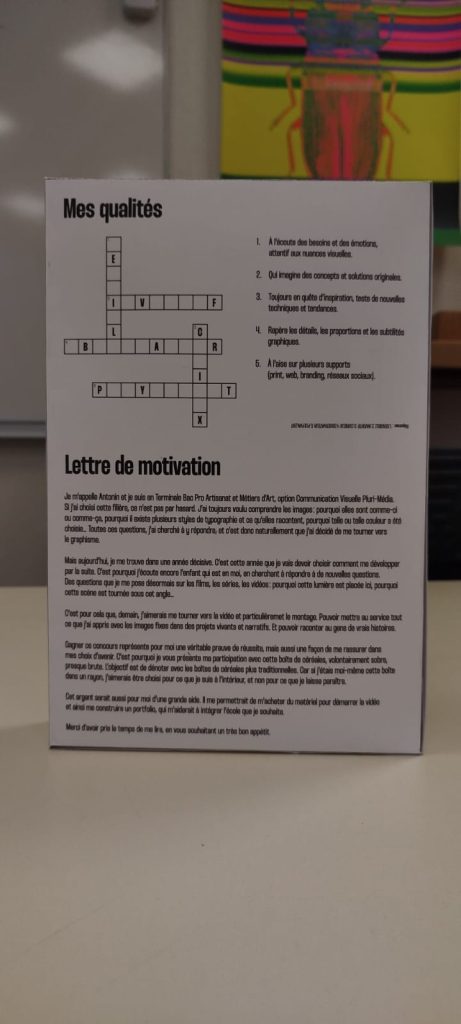 Mes qualités
E
I V F
L C
B A R
I
P Y V T
X
1. À l'écoute des besoins et des émotions,
attentif aux nuances visuelles.
2. Qui imagine des concepts et solutions originales.
3. Toujours en quête d'inspiration, teste de nouvelles
techniques et tendances.
4. Repère les détails, les proportions et les subtilités
graphiques.
5. À l'aise sur plusieurs supports
(print, web, branding, réseaux sociaux).
Lettre de motivation
Je m'appelle Antonin et je suis en Terminale Bac Pro Artisanat et Métiers d'Art, option Communication Visuelle Pluri-Média.
Si j'ai choisi cette filière, ce n'est pas par hasard. J'ai toujours voulu comprendre les images : pourquoi elles sont comme-ci
ou comme-ça, pourquoi il existe plusieurs styles de typographie et ce qu'elles racontent, pourquoi telle ou telle couleur a été
choisie... Toutes ces questions, j'ai cherché à y répondre, et c'est donc naturellement que j'ai décidé de me tourner vers
le graphisme.
Mais aujourd'hui, je me trouve dans une année décisive. C'est cette année que je vais devoir choisir comment me développer
par la suite. C'est pourquoi j'écoute encore l'enfant qui est en moi, en cherchant à répondre à de nouvelles questions.
Des questions que je me pose désormais sur les films, les séries, les vidéos : pourquoi cette lumière est placée ici, pourquoi
cette scène est tournée sous cet angle...
C'est pour cela que, demain, j'aimerais me tourner vers la vidéo et particulièrement le montage. Pouvoir mettre au service tout
ce que j'ai appris avec les images fixes dans des projets vivants et narratifs. Et pouvoir raconter au gens de vrais histoires.
Gagner ce concours représente pour moi une véritable preuve de réussite, mais aussi une façon de me rassurer dans
mes choix d'avenir. C'est pourquoi je vous présente ma participation avec cette boîte de céréales, volontairement sobre,
presque brute. L'objectif est de dénoter avec les boîtes de céréales plus traditionnelles. Car si j'étais moi-même cette boîte
dans un rayon, j'aimerais être choisi pour ce que je suis à l'intérieur, et non pour ce que je laisse paraître.
Cet argent serait aussi pour moi d'une grande aide. Il me permettrait de m'acheter du matériel pour démarrer la vidéo
et ainsi me construire un portfolio, qui m'aiderait à intégrer l'école que je souhaite.
Merci d'avoir pris le temps de me lire, en vous souhaitant un très bon appétit.